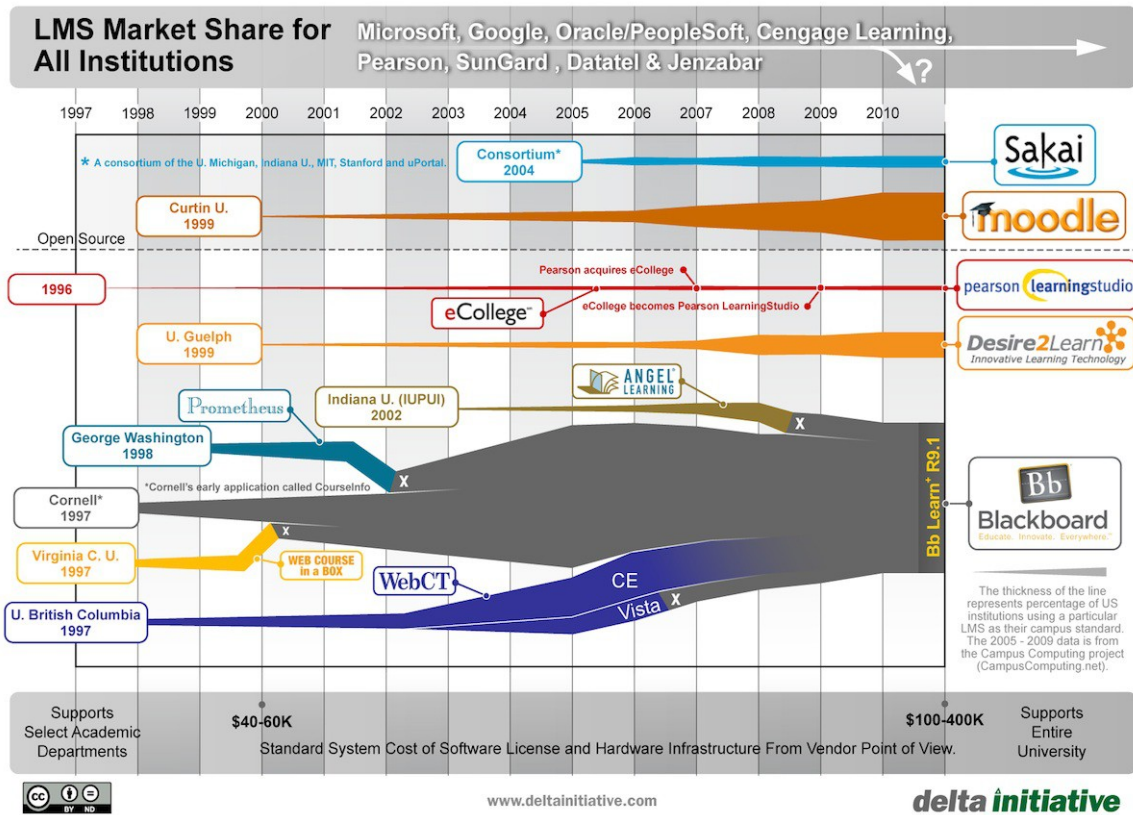 LMS Market Share for
All Institutions
Microsoft, Google, Oracle/PeopleSoft, Cengage Learning,
Pearson, SunGard , Datatel & Jenzabar
?
1997 1998 1999 2000 2001 2002 2003 2004 2005 2006 2007 2008 2009 2010
* A consortium of the U. Michigan, Indiana U., MIT, Stanford and uPortal.
Consortium*
2004
Sakai
Curtin U.
1999
moodle
Open Source
1996
Pearson acquires eCollege
eCollege
eCollege becomes Pearson LearningStudio
pearson learningstudio
U. Guelph
1999
Desire2Learn
Innovative Learning Technology
Prometheus
Indiana U. (IUPUI)
2002
ANGEL
LEARNING
X
George Washington
1998
X
*Cornell's early application called CourseInfo
Cornell*
1997
X
Bb Learn+ R9.1
Bb
Blackboard
Educate. Innovate. Everywhere.™
Virginia C. U.
1997
WEB COURSE
in a BOX
WebCT
CE
Vista
X
U. British Columbia
1997
The thickness of the line
represents percentage of US
institutions using a particular
LMS as their campus standard.
The 2005 - 2009 data is from
the Campus Computing project
(CampusComputing.net).
Supports
Select Academic
Departments
$40-60K
Standard System Cost of Software License and Hardware Infrastructure From Vendor Point of View.
$100-400K
Supports
Entire
University
cc
BY ND
www.deltainitiative.com
delta initiative